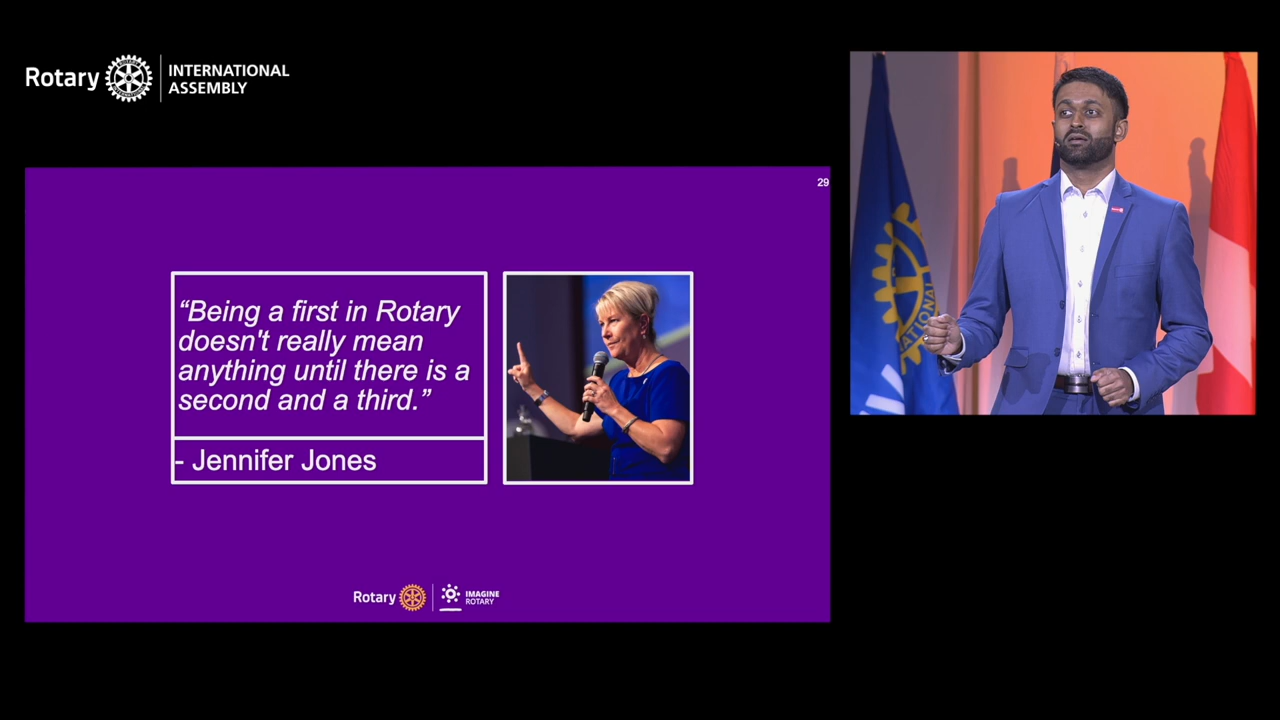 Rotary
INTERNATIONAL
ASSEMBLY
29
“Being a first in Rotary
doesn't really mean
anything until there is a
second and a third.”
- Jennifer Jones
Rotary
IMAGINE
ROTARY